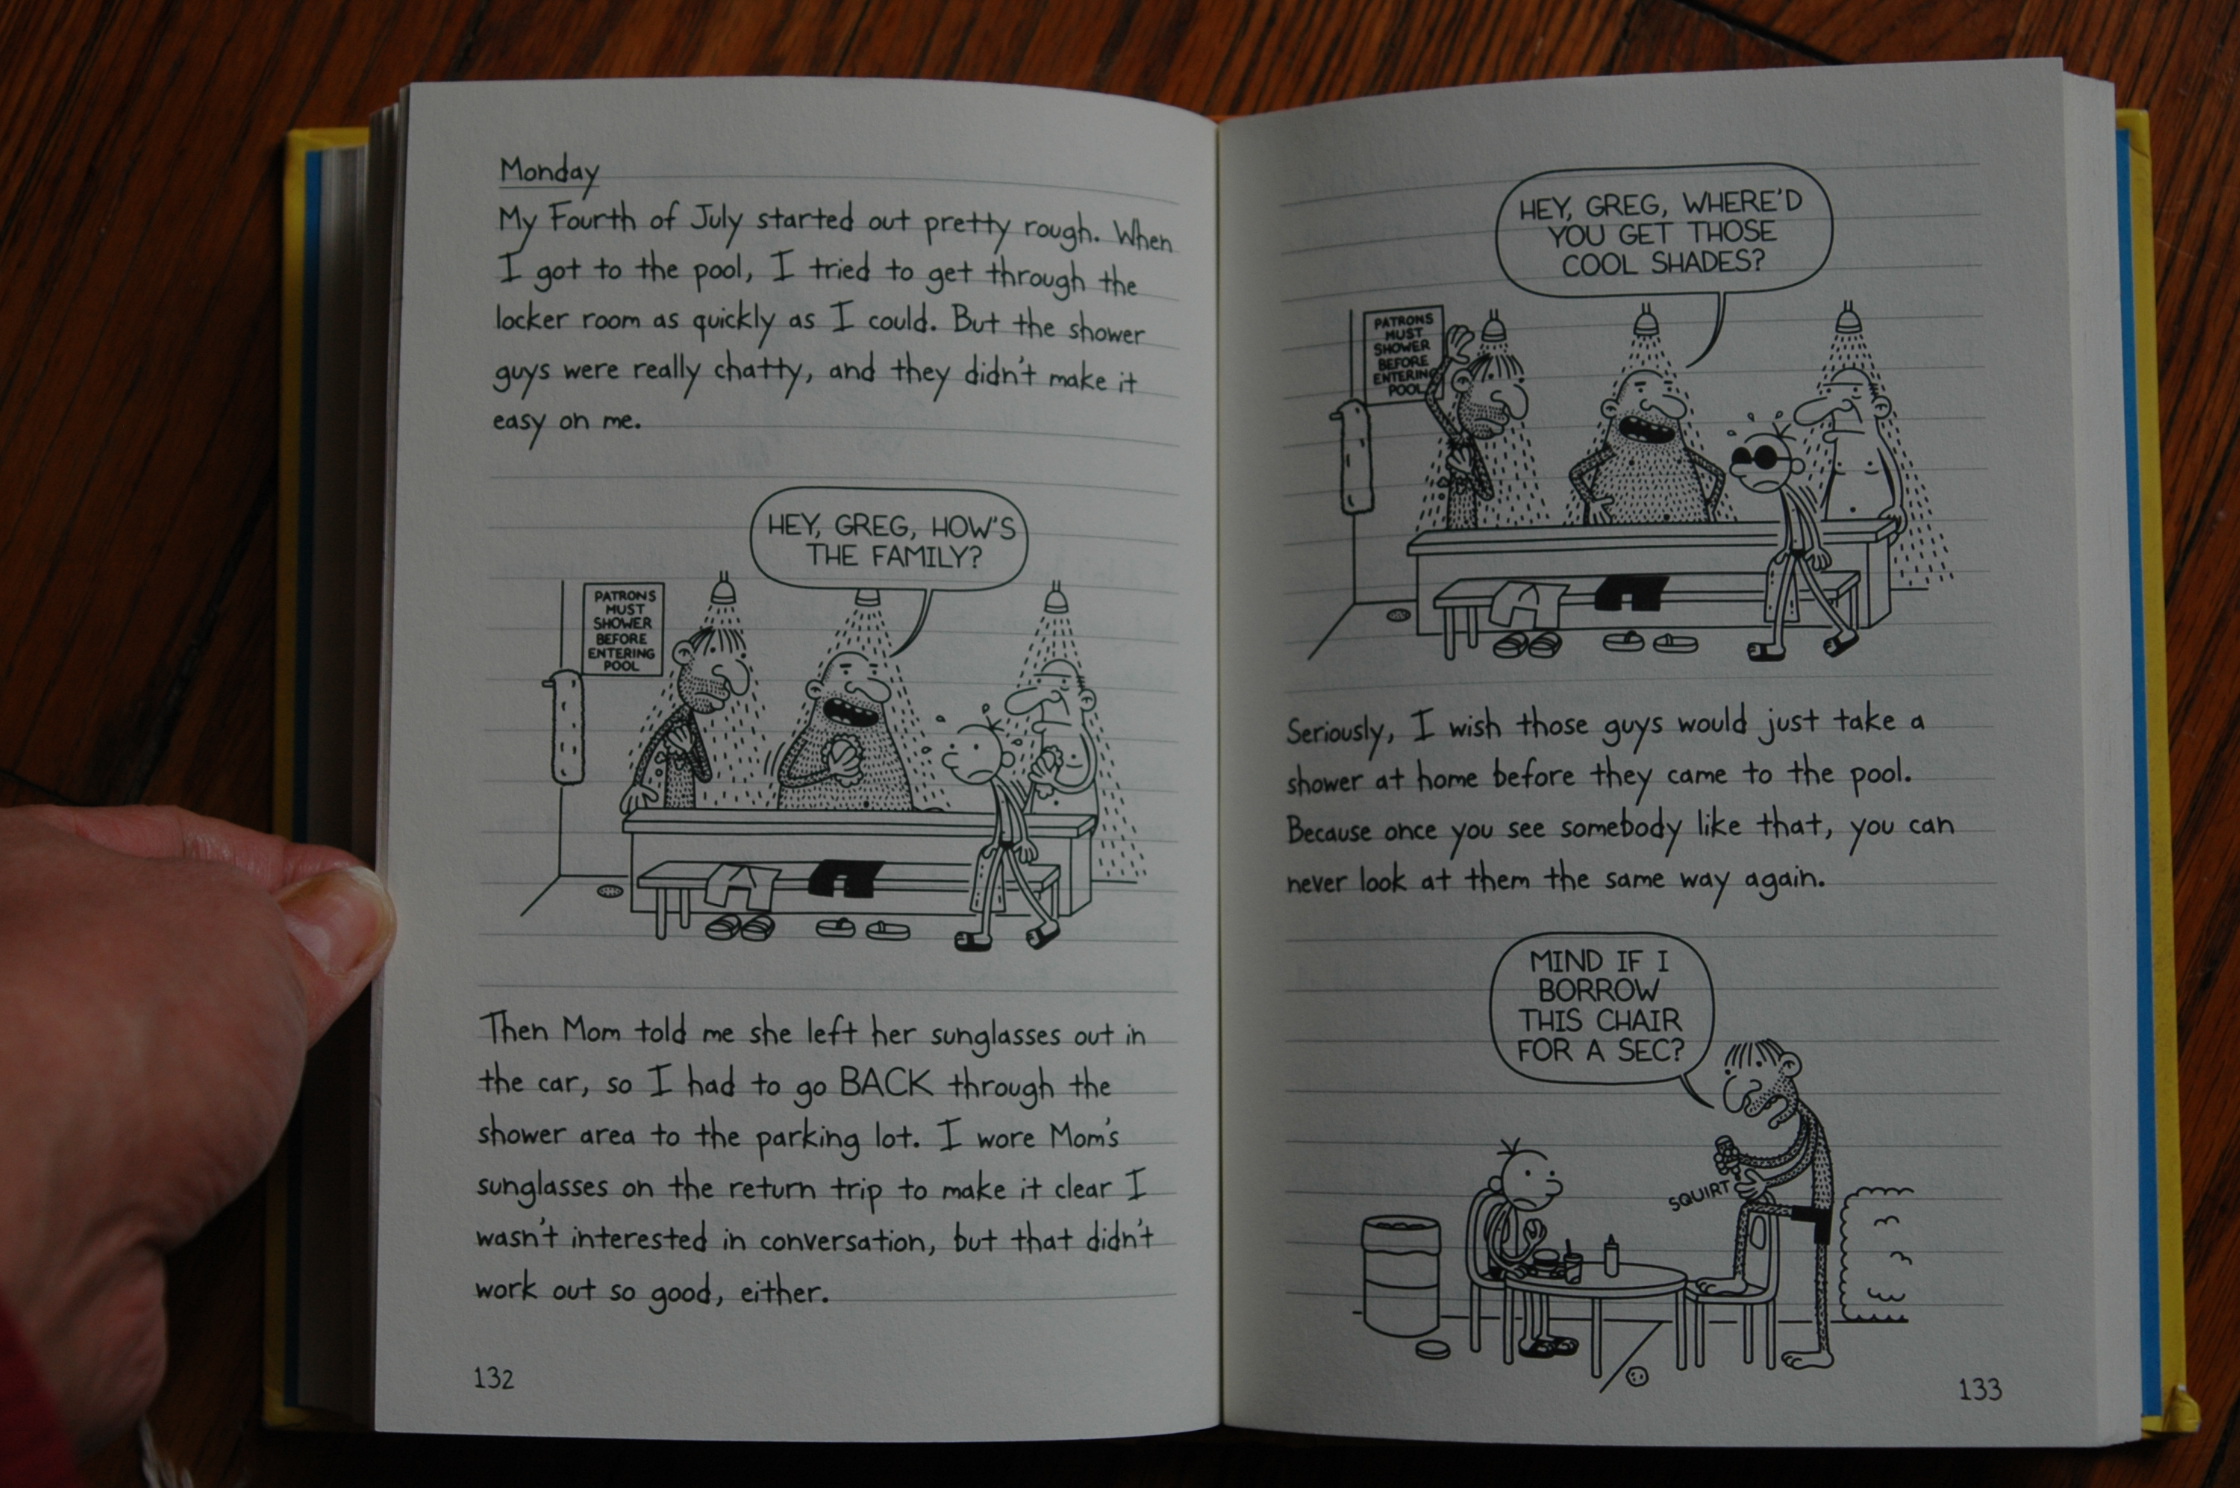 Monday
My Fourth of July started out pretty rough. When
I got to the pool, I tried to get through the
locker room as quickly as I could. But the shower
guys were really chatty, and they didn't make it
easy on me.
HEY, GREG, HOW'S
THE FAMILY?
PATRONS
MUST
SHOWER
BEFORE
ENTERING
POOL
Then Mom told me she left her sunglasses out in
the car, so I had to go BACK through the
shower area to the parking lot. I wore Mom's
sunglasses on the return trip to make it clear I
wasn't interested in conversation, but that didn't
work out so good, either.
132
HEY, GREG, WHERE'D
YOU GET THOSE
COOL SHADES?
PATRONS
MUST
SHOWER
BEFORE
ENTERING
POOL
Seriously, I wish those guys would just take a
shower at home before they came to the pool.
Because once you see somebody like that, you can
never look at them the same way again.
MIND IF I
BORROW
THIS CHAIR
FOR A SEC?
SQUIRT
133